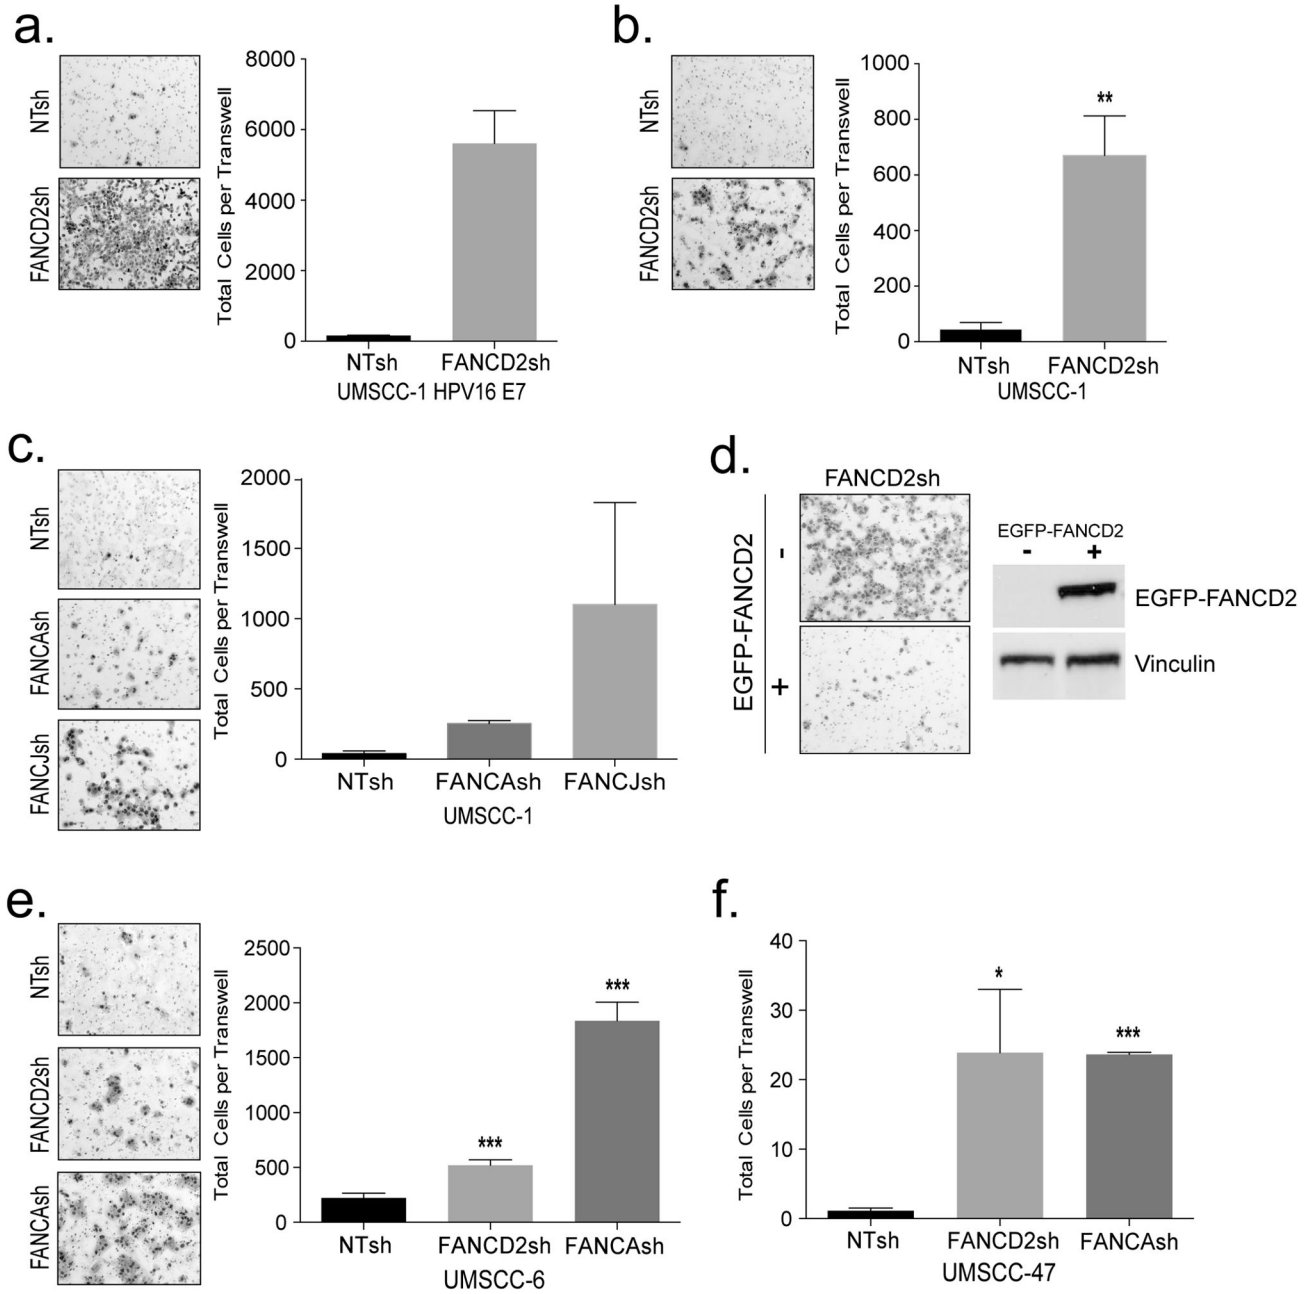 a.
NTsh
FANCD2sh
Total Cells per Transwell
8000
6000
4000
2000
0
NTsh FANCD2sh
UMSCC-1 HPV16 E7
b.
NTsh
FANCD2sh
Total Cells per Transwell
1000
800
600
400
200
0
**
NTsh FANCD2sh
UMSCC-1
c.
NTsh
FANCAsh
FANCJsh
Total Cells per Transwell
2000
1500
1000
500
0
NTsh FANCAsh FANCJsh
UMSCC-1
d.
FANCD2sh
EGFP-FANCD2
-
+
EGFP-FANCD2
- +
EGFP-FANCD2
Vinculin
e.
NTsh
FANCD2sh
FANCAsh
Total Cells per Transwell
2500
2000
1500
1000
500
0
***
***
NTsh FANCD2sh FANCAsh
UMSCC-6
f.
Total Cells per Transwell
40
30
20
10
0
*
***
NTsh FANCD2sh FANCAsh
UMSCC-47